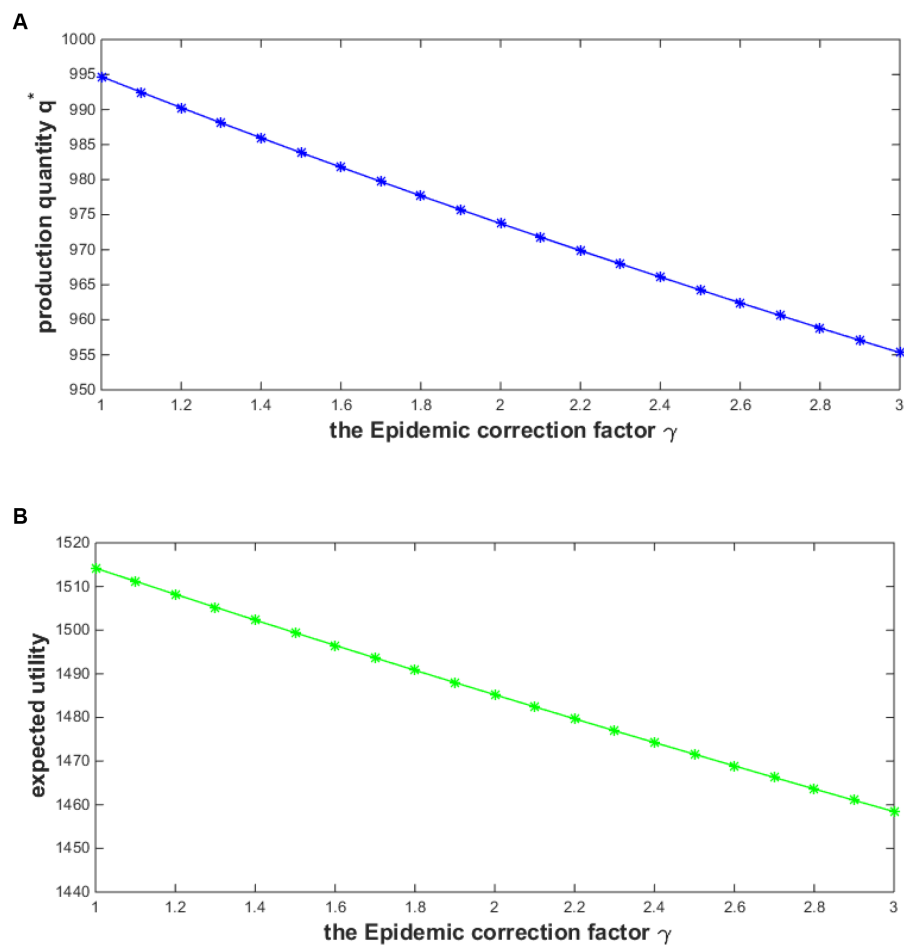 A
1000
995
990
985
980
975
970
965
960
955
950
production quantity q*
1 1.2 1.4 1.6 1.8 2 2.2 2.4 2.6 2.8 3
the Epidemic correction factor γ
B
1520
1510
1500
1490
1480
1470
1460
1450
1440
expected utility
1 1.2 1.4 1.6 1.8 2 2.2 2.4 2.6 2.8 3
the Epidemic correction factor γ